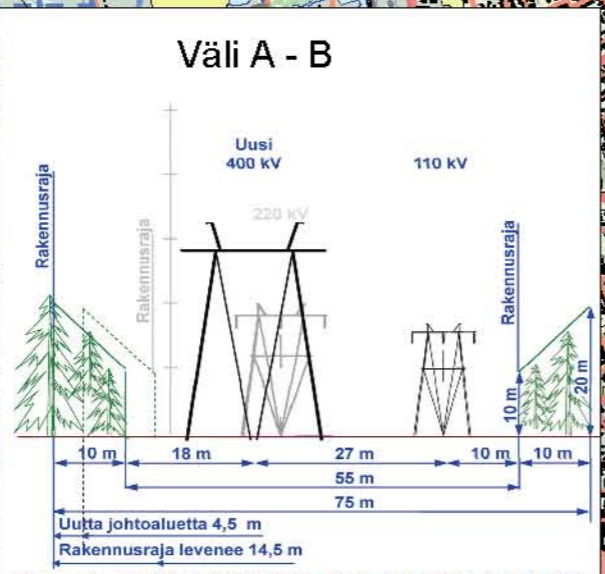 Väli A - B
Uusi
400 kV
110 kV
220 kV
Rakennusraja
Rakennusraja
Rakennusraja
10 m
20 m
10 m
18 m
27 m
10 m
10 m
55 m
75 m
Uutta johtoaluetta 4,5 m
Rakennusraja levenee 14,5 m